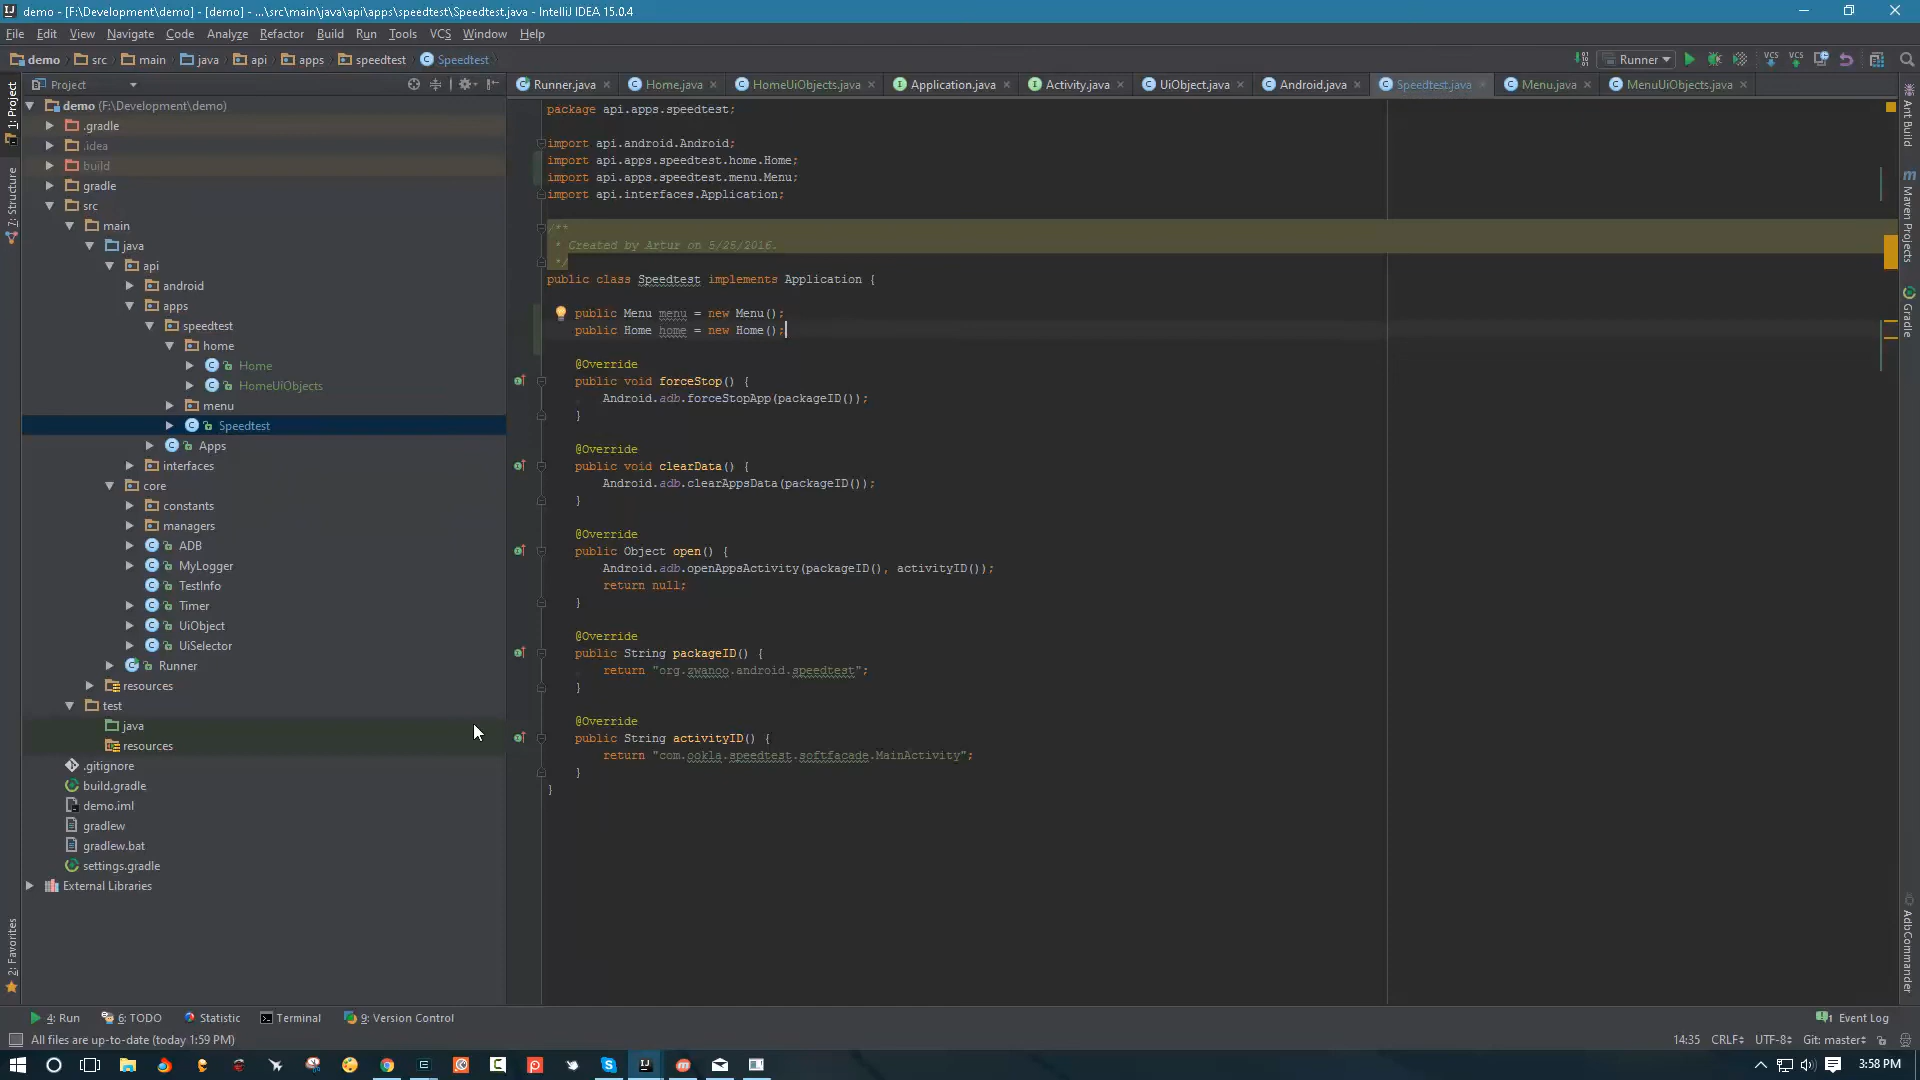 demo - [F:\Development\demo] - [demo] - ...\src\main\java\api\apps\speedtest\Speedtest.java - IntelliJ IDEA 15.0.4
File Edit View Navigate Code Analyze Refactor Build Run Tools VCS Window Help
demo src main java api apps speedtest Speedtest Runner VCS VCS
Project
Runner.java Home.java HomeUiObjects.java Application.java Activity.java UiObject.java Android.java Speedtest.java Menu.java MenuUiObjects.java
1: Project
7: Structure
2: Favorites
demo (F:\Development\demo)
.gradle
.idea
build
gradle
src
main
java
api
android
apps
speedtest
home
Home
HomeUiObjects
menu
Speedtest
Apps
interfaces
core
constants
managers
ADB
MyLogger
TestInfo
Timer
UiObject
UiSelector
Runner
resources
test
java
resources
.gitignore
build.gradle
demo.iml
gradlew
gradlew.bat
settings.gradle
External Libraries
package api.apps.speedtest;
import api.android.Android;
import api.apps.speedtest.home.Home;
import api.apps.speedtest.menu.Menu;
import api.interfaces.Application;
/**
* Created by Artur on 5/25/2016.
*/
public class Speedtest implements Application {
public Menu menu = new Menu();
public Home home = new Home();
@Override
public void forceStop() {
Android.adb.forceStopApp(packageID());
}
@Override
public void clearData() {
Android.adb.clearAppsData(packageID());
}
@Override
public Object open() {
Android.adb.openAppsActivity(packageID(), activityID());
return null;
}
@Override
public String packageID() {
return "org.zwanoo.android.speedtest";
}
@Override
public String activityID() {
return "com.ookla.speedtest.softfacade.MainActivity";
}
}
Ant Build
Maven Projects
Gradle
AdbCommander
4: Run 6: TODO Statistic Terminal 9: Version Control 1 Event Log
All files are up-to-date (today 1:59 PM) 14:35 CRLF UTF-8 Git: master
3:58 PM